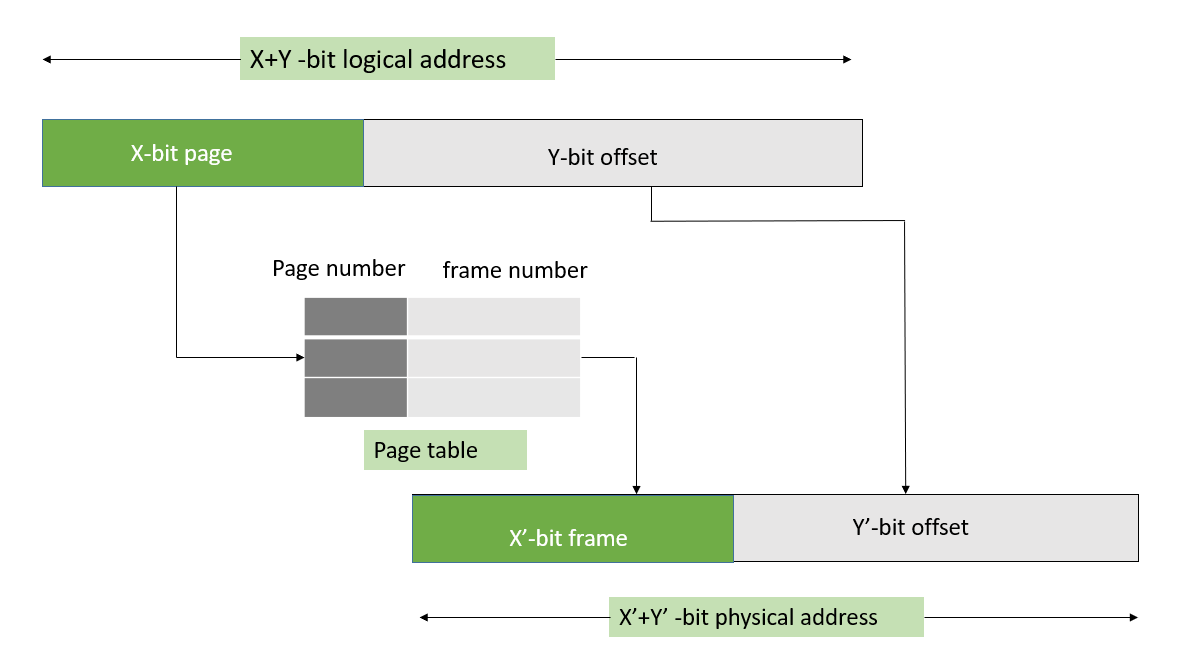 X+Y -bit logical address
X-bit page
Y-bit offset
Page number
frame number
Page table
X’-bit frame
Y’-bit offset
X’+Y’ -bit physical address